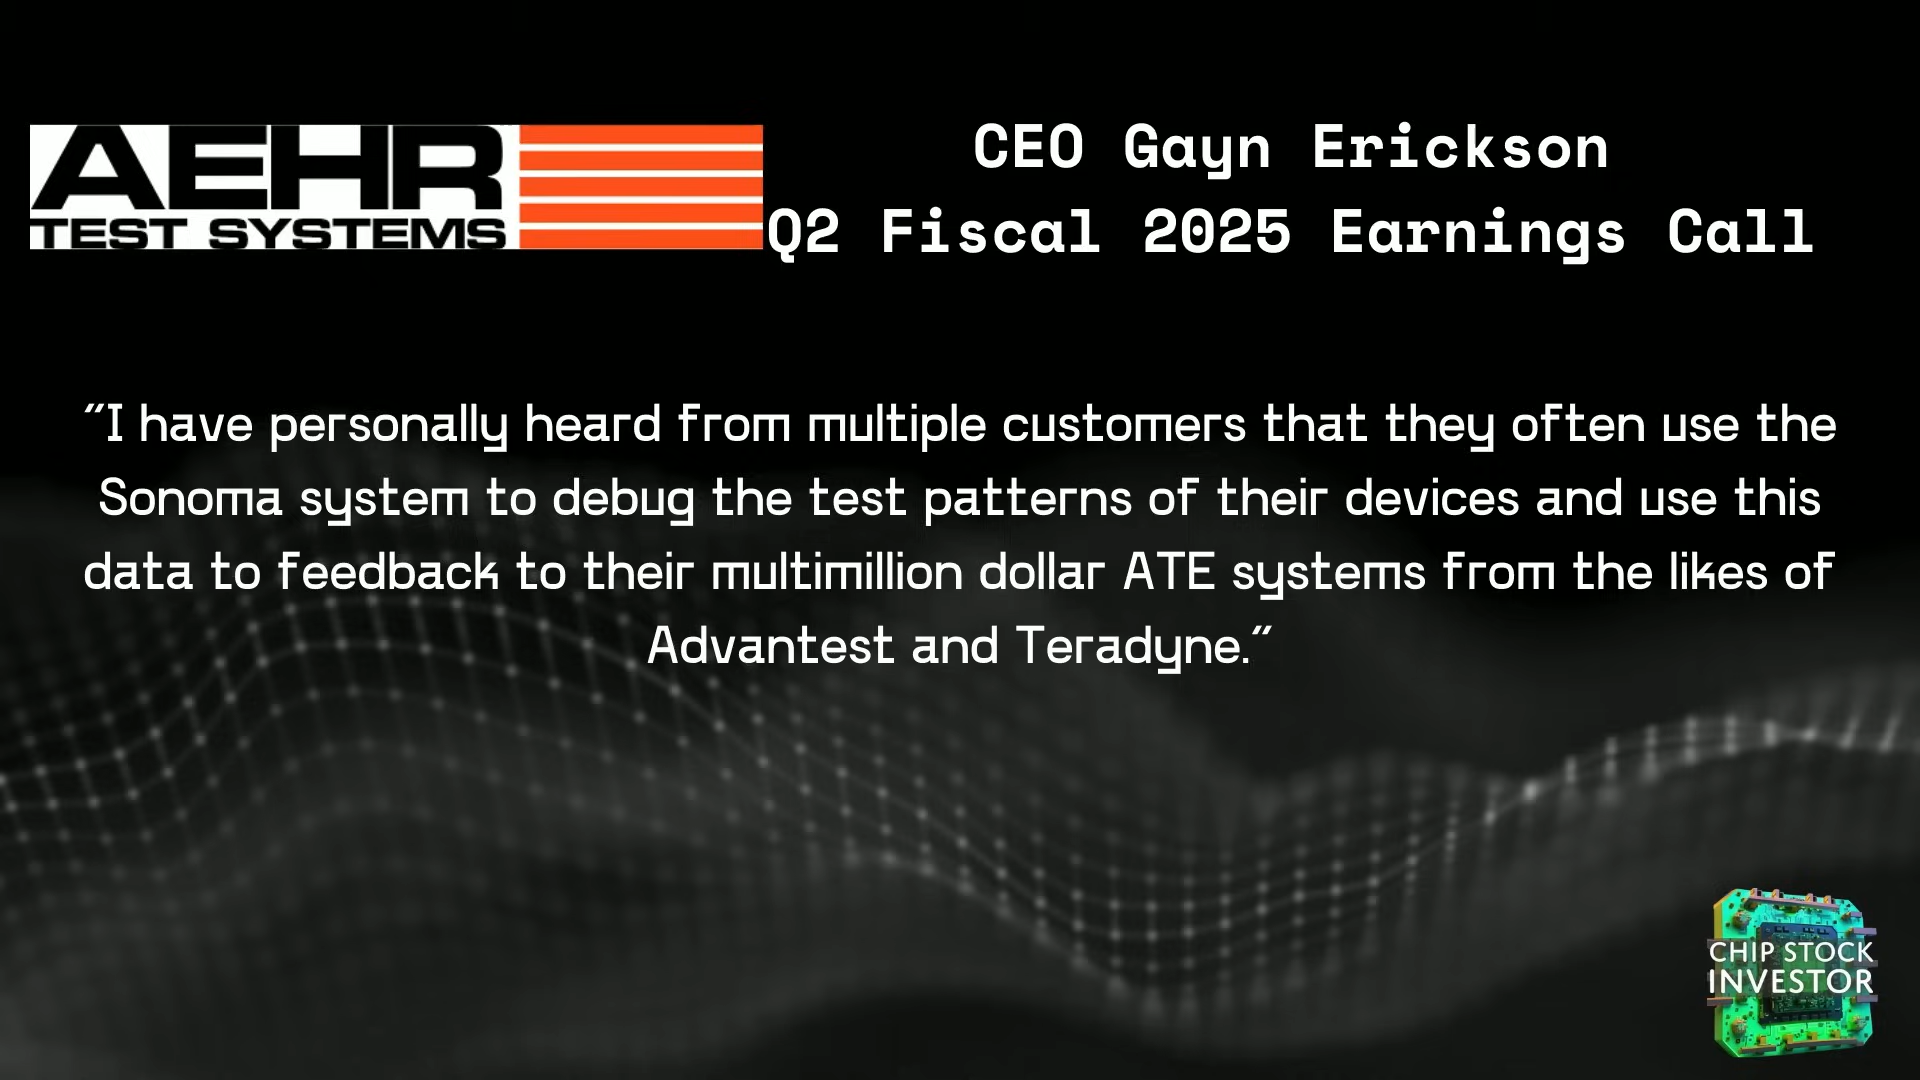 AEHR
TEST SYSTEMS
CEO Gayn Erickson
Q2 Fiscal 2025 Earnings Call
"I have personally heard from multiple customers that they often use the
Sonoma system to debug the test patterns of their devices and use this
data to feedback to their multimillion dollar ATE systems from the likes of
Advantest and Teradyne."
CHIP STOCK
INVESTOR